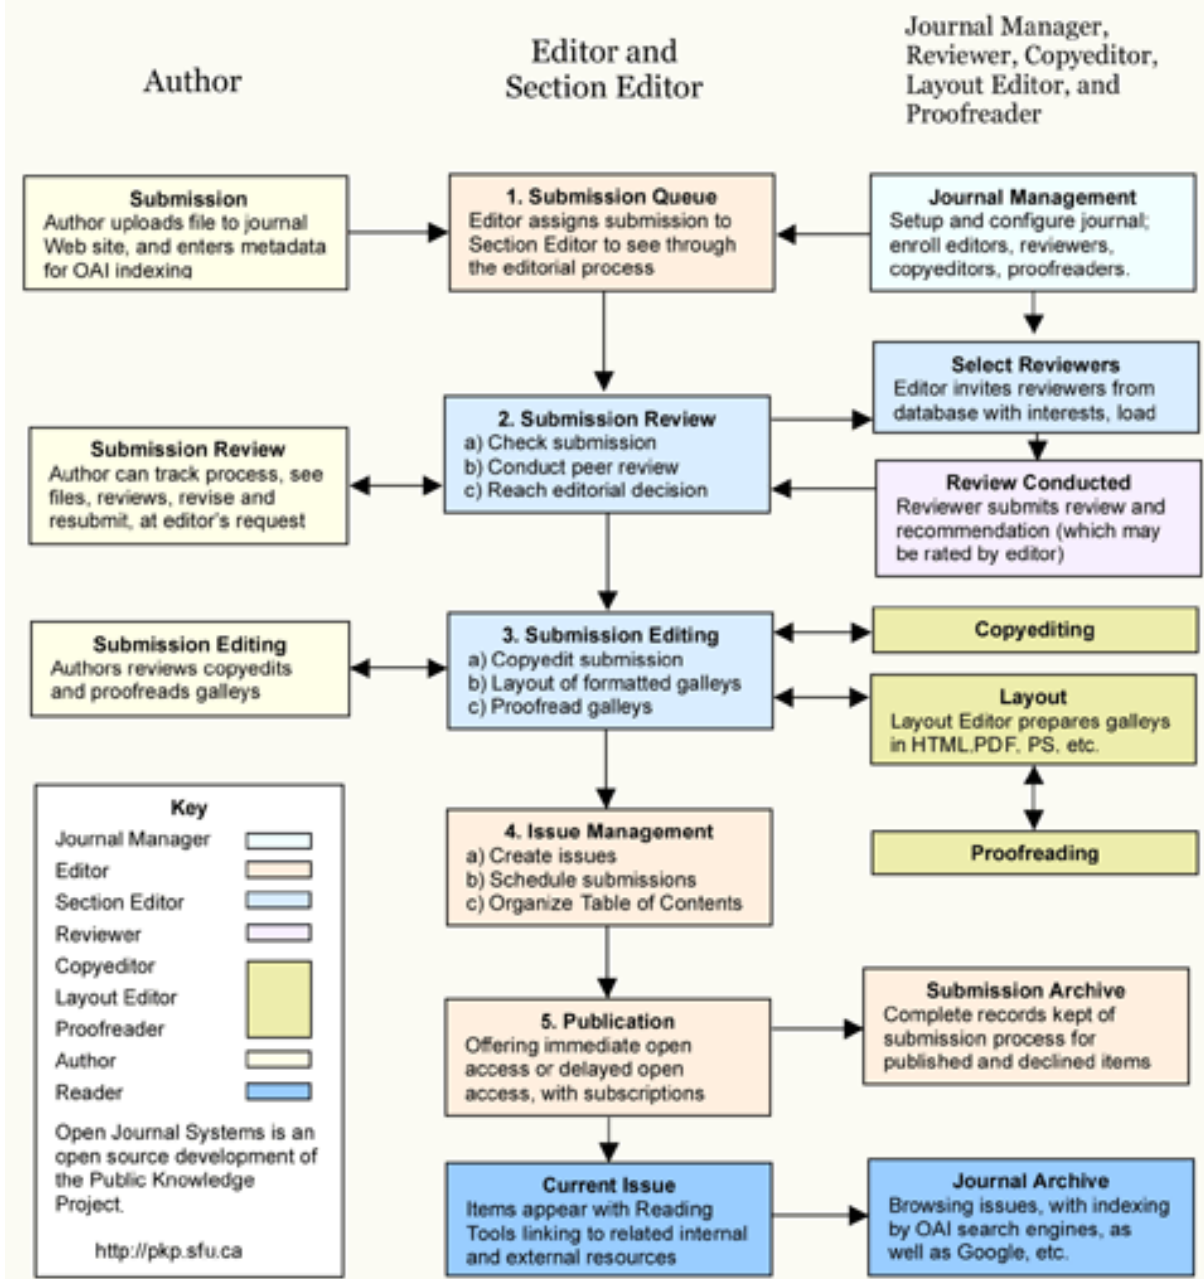 Author
Editor and
Section Editor
Journal Manager,
Reviewer, Copyeditor,
Layout Editor, and
Proofreader
Submission
Author uploads file to journal
Web site, and enters metadata
for OAI indexing
1. Submission Queue
Editor assigns submission to
Section Editor to see through
the editorial process
Journal Management
Setup and configure journal;
enroll editors, reviewers,
copyeditors, proofreaders.
Select Reviewers
Editor invites reviewers from
database with interests, load
2. Submission Review
a) Check submission
b) Conduct peer review
c) Reach editorial decision
Submission Review
Author can track process, see
files, reviews, revise and
resubmit, at editor's request
Review Conducted
Reviewer submits review and
recommendation (which may
be rated by editor)
Submission Editing
Authors reviews copyedits
and proofreads galleys
3. Submission Editing
a) Copyedit submission
b) Layout of formatted galleys
c) Proofread galleys
Copyediting
Layout
Layout Editor prepares galleys
in HTML,PDF, PS, etc.
Proofreading
Key
Journal Manager
Editor
Section Editor
Reviewer
Copyeditor
Layout Editor
Proofreader
Author
Reader
Open Journal Systems is an
open source development of
the Public Knowledge
Project.
http://pkp.sfu.ca
4. Issue Management
a) Create issues
b) Schedule submissions
c) Organize Table of Contents
5. Publication
Offering immediate open
access or delayed open
access, with subscriptions
Submission Archive
Complete records kept of
submission process for
published and declined items
Current Issue
Items appear with Reading
Tools linking to related internal
and external resources
Journal Archive
Browsing issues, with indexing
by OAI search engines, as
well as Google, etc.